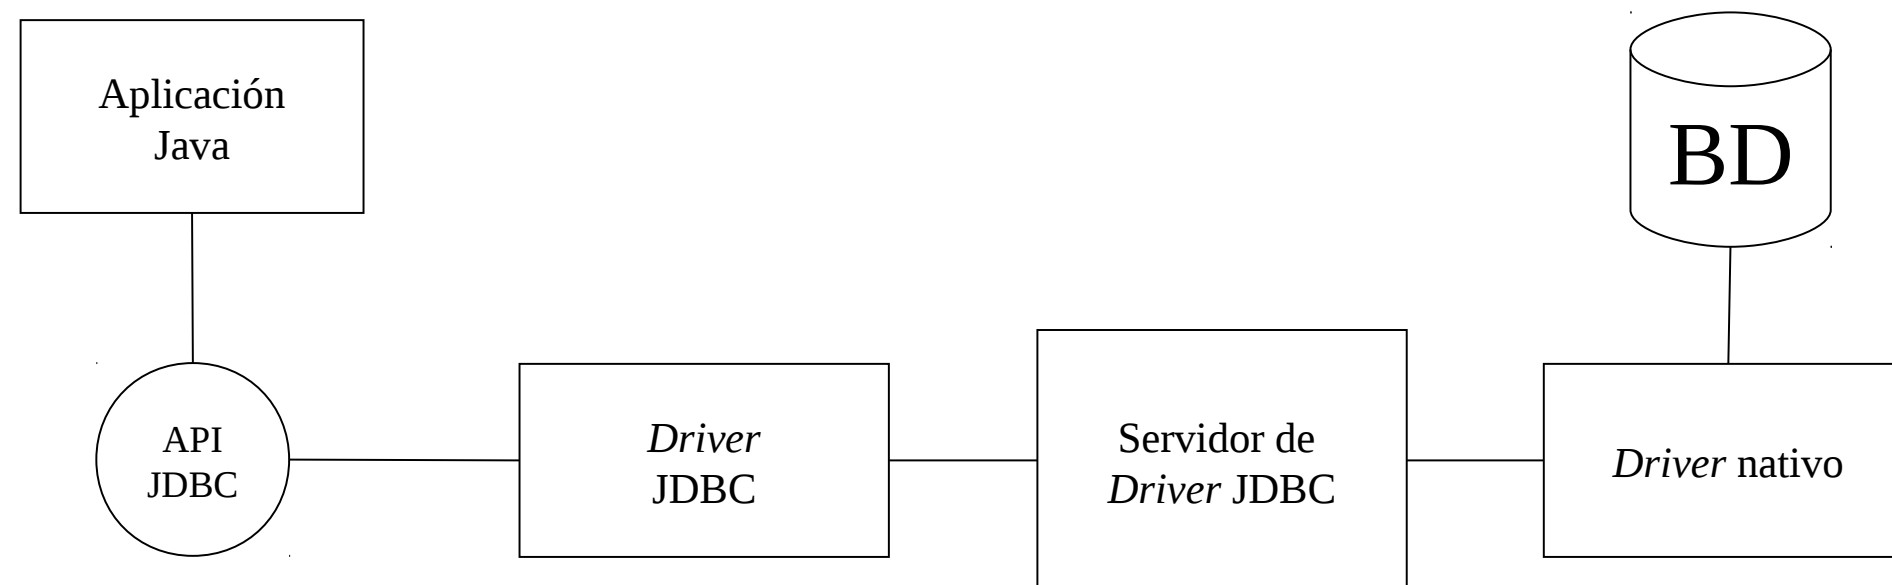 Aplicación
Java
BD
API
JDBC
Driver
JDBC
Servidor de
Driver JDBC
Driver nativo